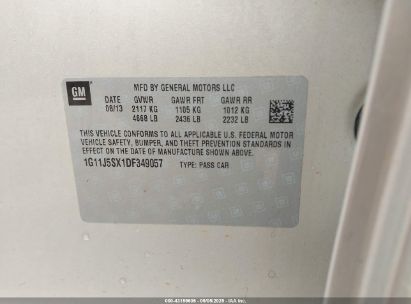 GM
MFD BY GENERAL MOTORS LLC
DATE GVWR GAWR FRT GAWR RR
08/13 2117 KG 1105 KG 1012 KG
4668 LB 2436 LB 2232 LB
THIS VEHICLE CONFORMS TO ALL APPLICABLE U.S. FEDERAL MOTOR
VEHICLE SAFETY, BUMPER, AND THEFT PREVENTION STANDARDS
IN EFFECT ON THE DATE OF MANUFACTURE SHOWN ABOVE.
1G11J5SX1DF349057 TYPE: PASS CAR